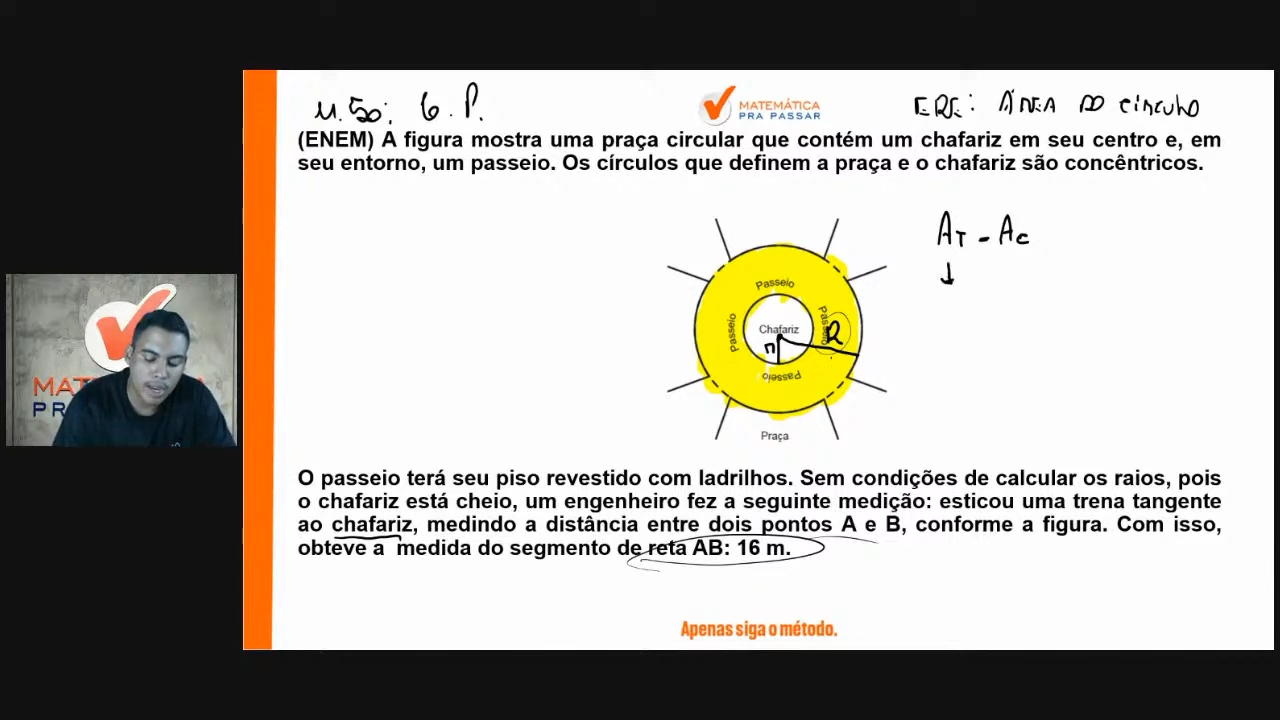 M.50: 6.P.
MATEMÁTICA
PRA PASSAR
ERE: ÁREA DO CÍRCULO
(ENEM) A figura mostra uma praça circular que contém um chafariz em seu centro e, em
seu entorno, um passeio. Os círculos que definem a praça e o chafariz são concêntricos.
AT - AC
Passeio
Passeio
Chafariz
Passeio
R
r
Passeio
Praça
O passeio terá seu piso revestido com ladrilhos. Sem condições de calcular os raios, pois
o chafariz está cheio, um engenheiro fez a seguinte medição: esticou uma trena tangente
ao chafariz, medindo a distância entre dois pontos A e B, conforme a figura. Com isso,
obteve a medida do segmento de reta AB: 16 m.
Apenas siga o método.